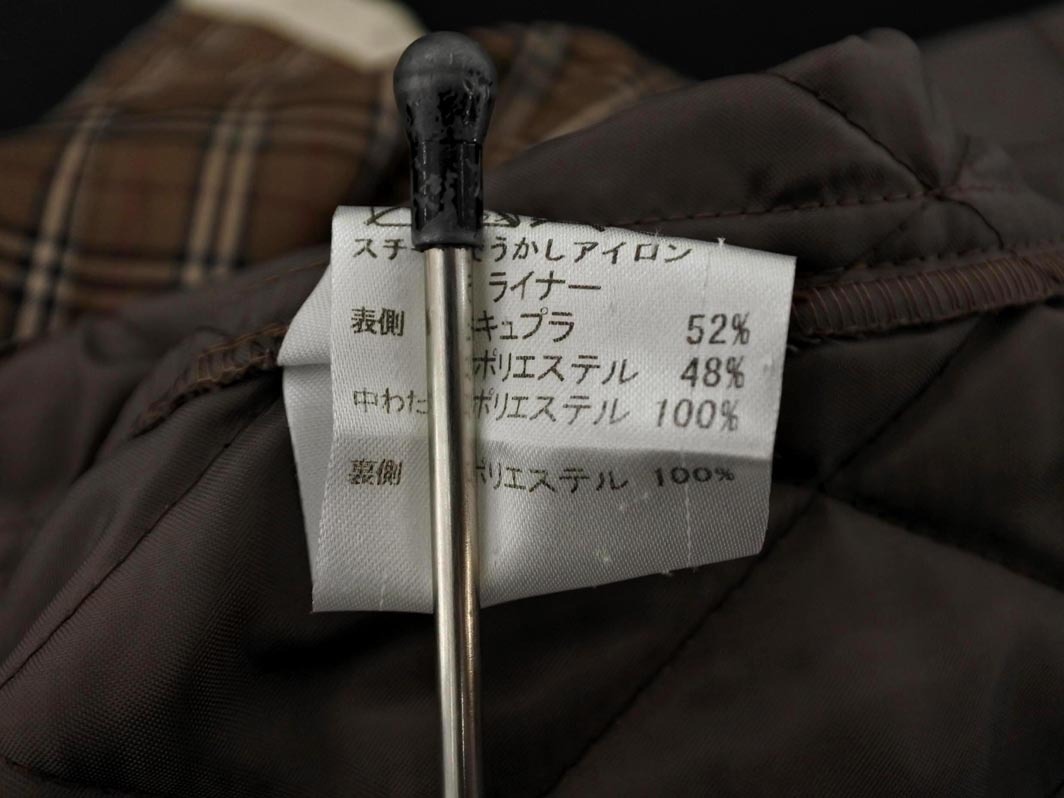 スチ そうかしアイロン
ライナー
表側 キュプラ 52%
ポリエステル 48%
中わた ポリエステル 100%
裏側 ポリエステル 100%